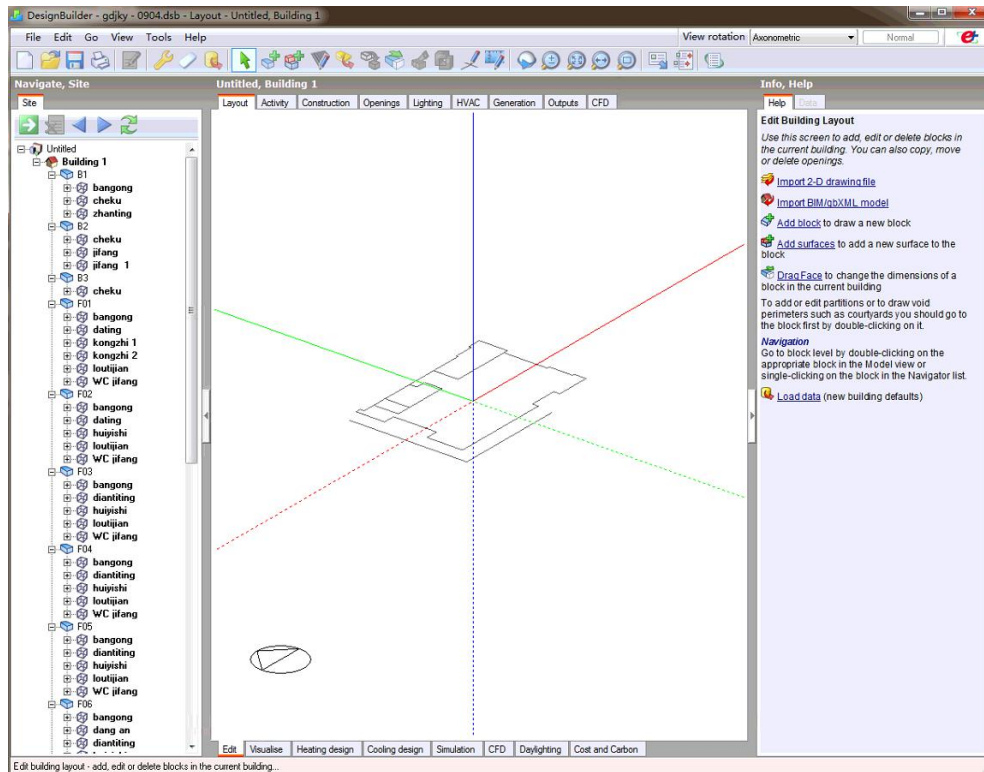 DesignBuilder - gdjky - 0904.dsb - Layout - Untitled, Building 1
File Edit Go View Tools Help
View rotation Axonometric Normal
Navigate, Site
Site
Untitled
Building 1
B1
bangong
cheku
zhanting
B2
cheku
jifang
jifang 1
B3
cheku
F01
bangong
dating
kongzhi 1
kongzhi 2
loutijian
WC jifang
F02
bangong
dating
huiyishi
loutijian
WC jifang
F03
bangong
diantiting
huiyishi
loutijian
WC jifang
F04
bangong
diantiting
huiyishi
loutijian
WC jifang
F05
bangong
diantiting
huiyishi
loutijian
WC jifang
F06
bangong
dang an
diantiting
Untitled, Building 1
Layout Activity Construction Openings Lighting HVAC Generation Outputs CFD
Edit Visualise Heating design Cooling design Simulation CFD Daylighting Cost and Carbon
Info, Help
Help Data
Edit Building Layout
Use this screen to add, edit or delete blocks in
the current building. You can also copy, move
or delete openings.
Import 2-D drawing file
Import BIM/gbXML model
Add block to draw a new block
Add surfaces to add a new surface to the
block
Drag Face to change the dimensions of a
block in the current building
To add or edit partitions or to draw void
perimeters such as courtyards you should go to
the block first by double-clicking on it.
Navigation
Go to block level by double-clicking on the
appropriate block in the Model view or
single-clicking on the block in the Navigator list.
Load data (new building defaults)
Edit building layout - add, edit or delete blocks in the current building...